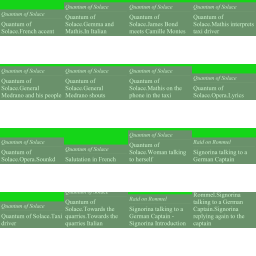 Quantum of Solace
Quantum of
Solace.French accent
Quantum of Solace
Quantum of
Solace.Gemma and
Mathis.In Italian
Quantum of Solace
Quantum of
Solace.James Bond
meets Camille Montes
Quantum of Solace
Quantum of
Solace.Mathis interprets
taxi driver
Quantum of Solace
Quantum of
Solace.General
Medrano and his people
Quantum of Solace
Quantum of
Solace.General
Medrano shouts
Quantum of Solace
Quantum of
Solace.Mathis on the
phone in the taxi
Quantum of Solace
Quantum of
Solace.Opera.Lyrics
Quantum of Solace
Quantum of
Solace.Opera.Sounkd
Quantum of Solace
Salutation in French
Quantum of Solace
Quantum of
Solace.Woman talking
to herself
Raid on Rommel
Signorina talking to a
German Captain
Quantum of Solace
Quantum of Solace.Taxi
driver
Quantum of Solace
Quantum of
Solace.Towards the
quarries.Towards the
quarries Italian
Raid on Rommel
Signorina talking to a
German Captain -
Signorina Introduction
Rommel.Signorina
talking to a German
Captain.Signorina
replying again to the
captain